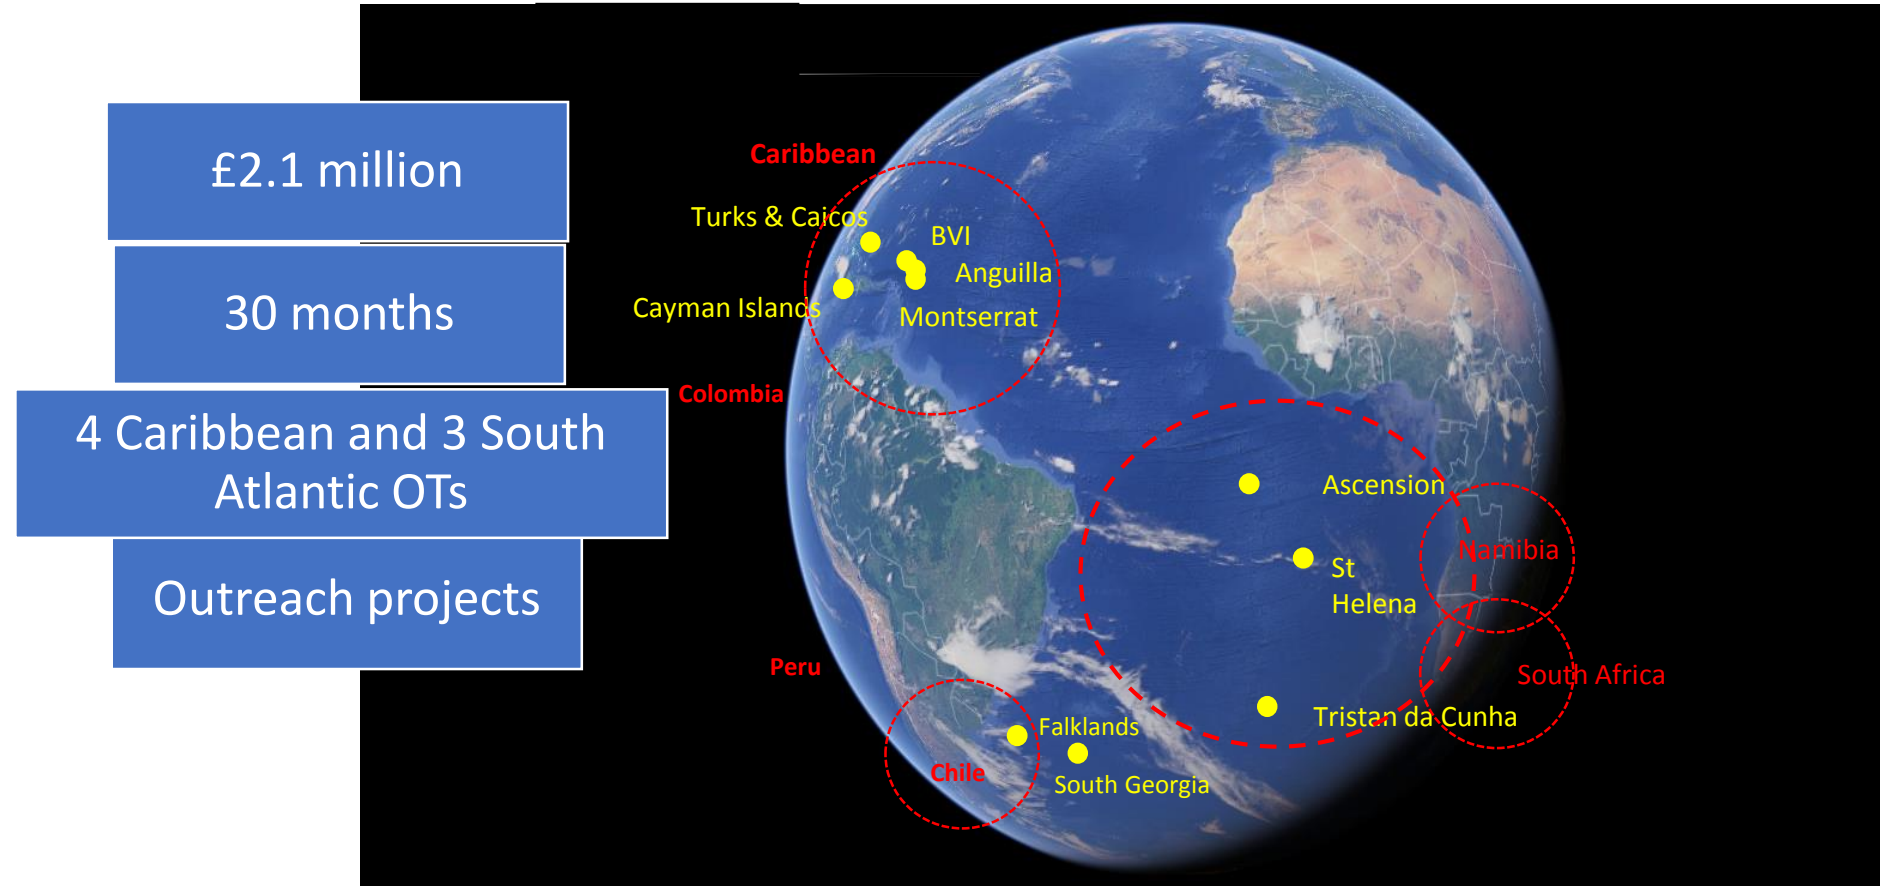 £2.1 million
30 months
4 Caribbean and 3 South
Atlantic OTs
Outreach projects
Caribbean
Turks & Caicos
BVI
Anguilla
Cayman Islands
Montserrat
Colombia
Ascension
Namibia
St
Helena
Peru
South Africa
Tristan da Cunha
Falklands
Chile
South Georgia